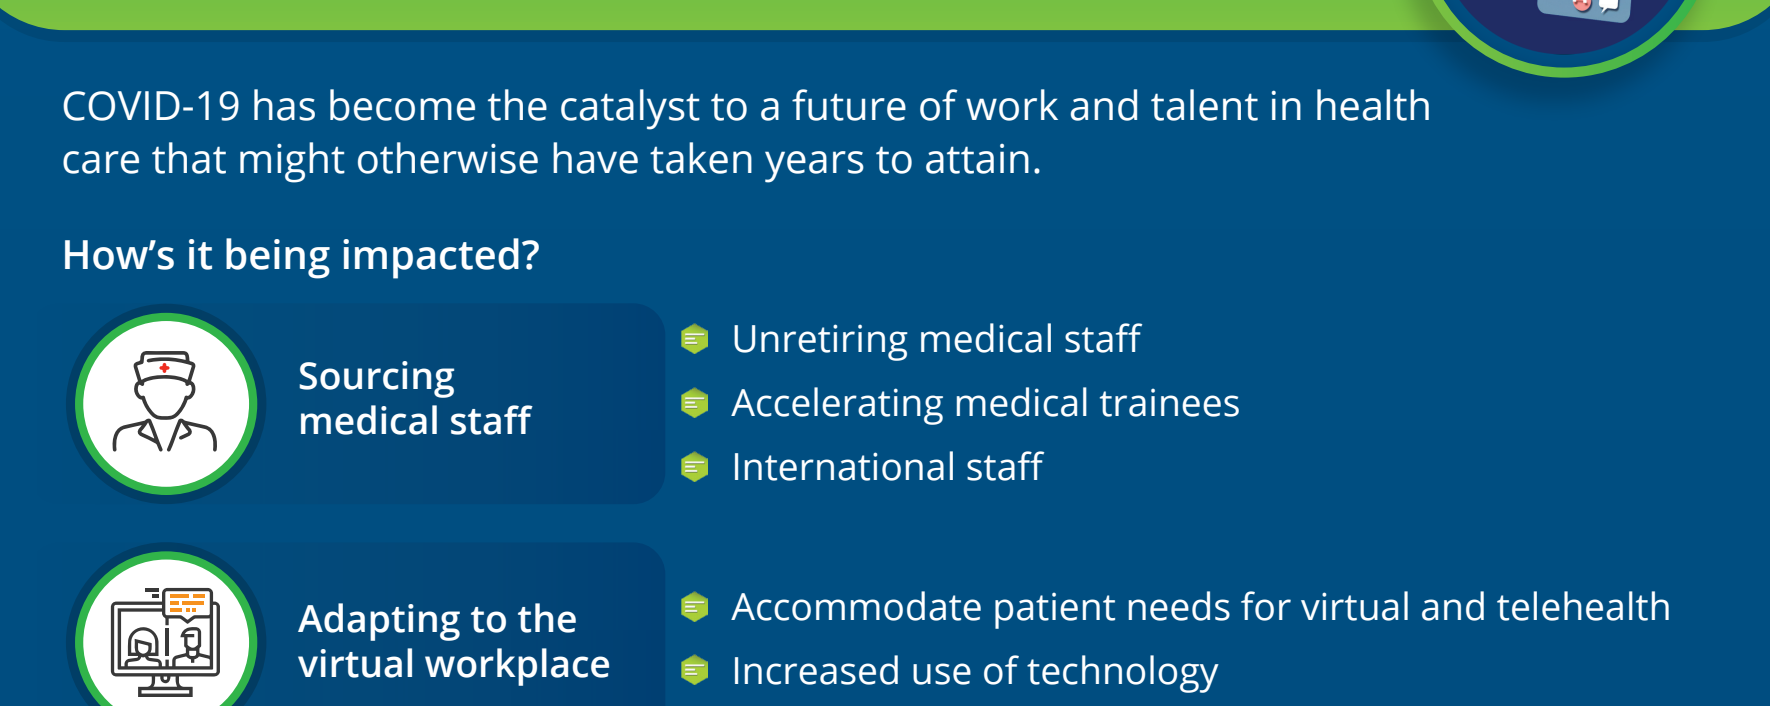 COVID-19 has become the catalyst to a future of work and talent in health
care that might otherwise have taken years to attain.
How’s it being impacted?
Sourcing
medical staff
Unretiring medical staff
Accelerating medical trainees
International staff
Adapting to the
virtual workplace
Accommodate patient needs for virtual and telehealth
Increased use of technology